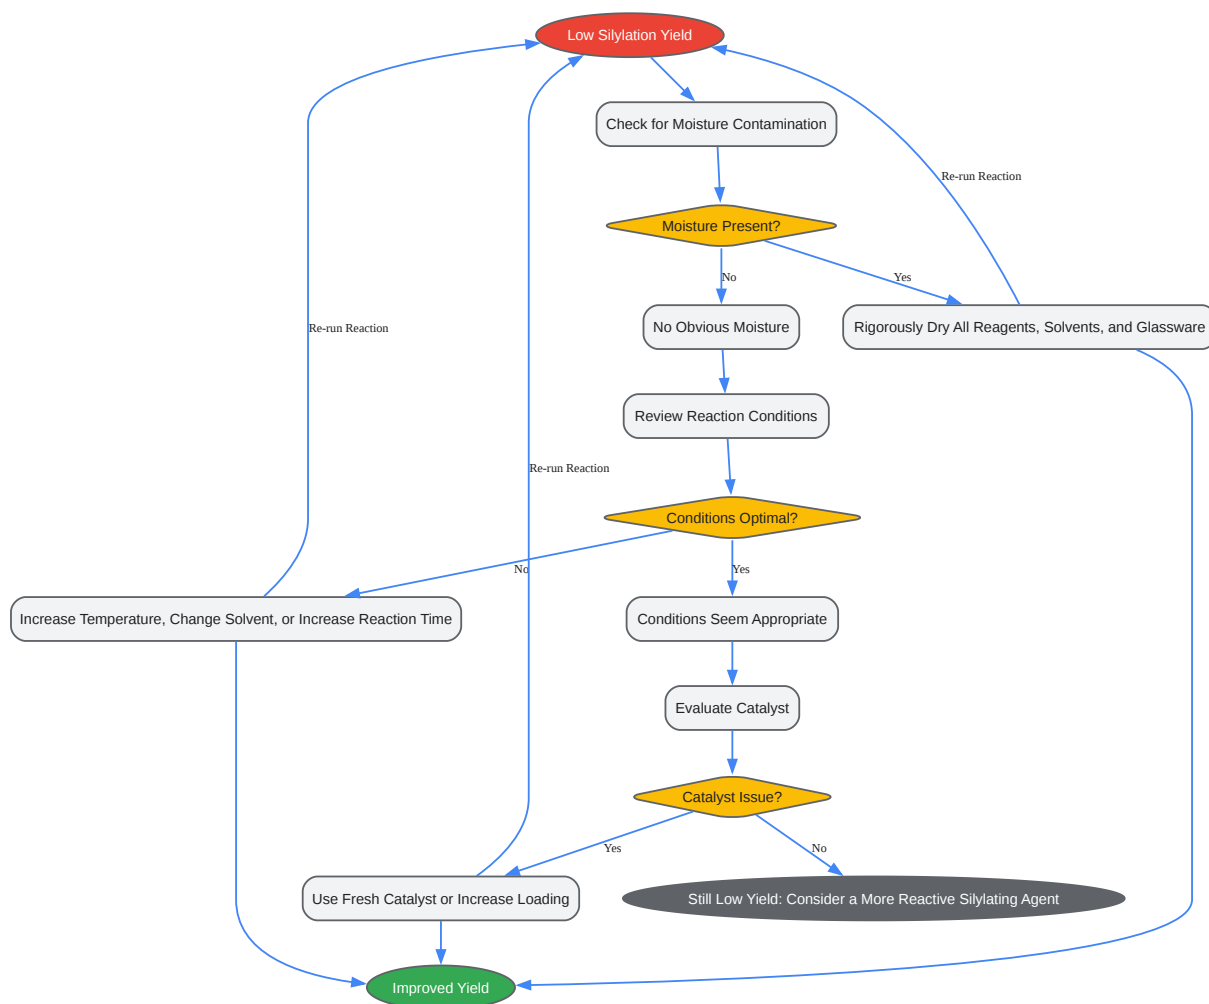 Low Silylation Yield
Check for Moisture Contamination
Re-run Reaction
Moisture Present?
No
Yes
No Obvious Moisture
Rigorously Dry All Reagents, Solvents, and Glassware
Re-run Reaction
Review Reaction Conditions
Re-run Reaction
Conditions Optimal?
No
Yes
Increase Temperature, Change Solvent, or Increase Reaction Time
Conditions Seem Appropriate
Evaluate Catalyst
Catalyst Issue?
Yes
No
Use Fresh Catalyst or Increase Loading
Still Low Yield: Consider a More Reactive Silylating Agent
Improved Yield